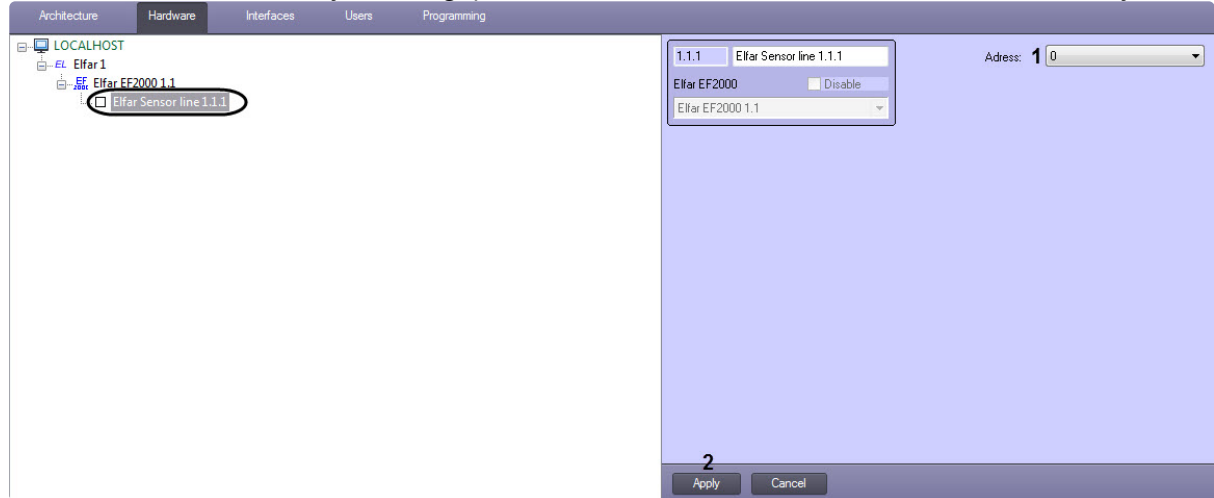 Architecture Hardware Interfaces Users Programming
LOCALHOST
EL Elfar 1
Elfar EF2000 1.1
Elfar Sensor line 1.1.1
1.1.1 Elfar Sensor line 1.1.1
Elfar EF2000 Disable
Elfar EF2000 1.1
Adress: 1 0
2
Apply Cancel